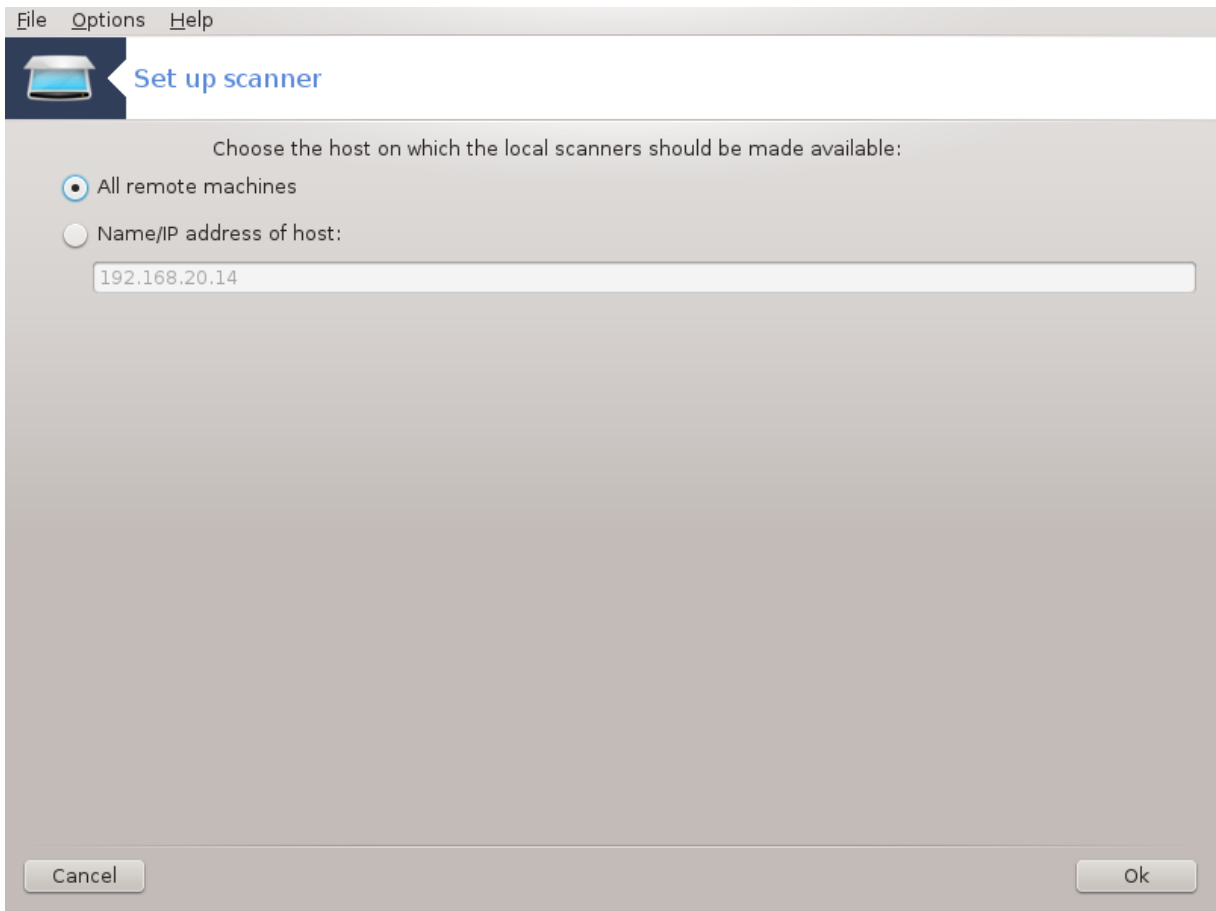 File Options Help
Set up scanner
Choose the host on which the local scanners should be made available:
All remote machines
Name/IP address of host:
192.168.20.14
Cancel Ok